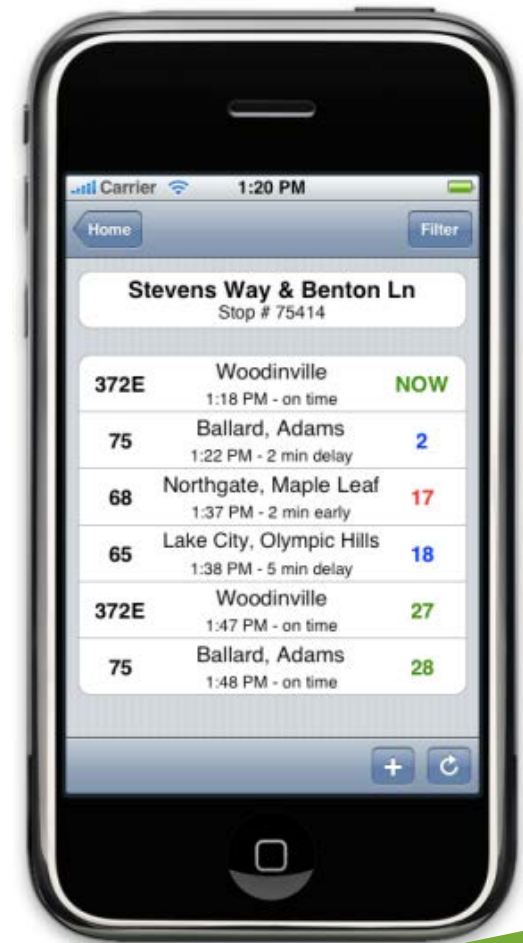 Carrier 1:20 PM
Home Filter
Stevens Way & Benton Ln
Stop # 75414
372E Woodinville NOW
1:18 PM - on time
75 Ballard, Adams 2
1:22 PM - 2 min delay
68 Northgate, Maple Leaf 17
1:37 PM - 2 min early
65 Lake City, Olympic Hills 18
1:38 PM - 5 min delay
372E Woodinville 27
1:47 PM - on time
75 Ballard, Adams 28
1:48 PM - on time